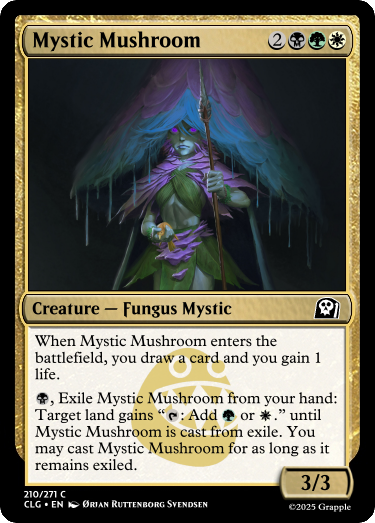 Mystic Mushroom 2
Creature — Fungus Mystic
When Mystic Mushroom enters the
battlefield, you draw a card and you gain 1
life.
, Exile Mystic Mushroom from your hand:
Target land gains “: Add or .” until
Mystic Mushroom is cast from exile. You
may cast Mystic Mushroom for as long as it
remains exiled.
3/3
210/271 C
CLG • EN Ørjan Ruttenborg Svendsen
©2025 Grapple